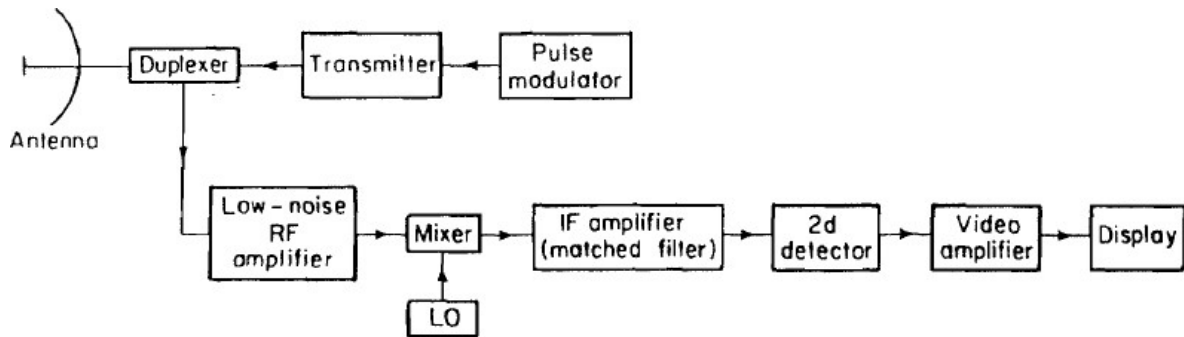 Duplexer
Transmitter
Pulse
modulator
Antenna
Low-noise
RF
amplifier
Mixer
IF amplifier
(matched filter)
2d
detector
Video
amplifier
Display
LO